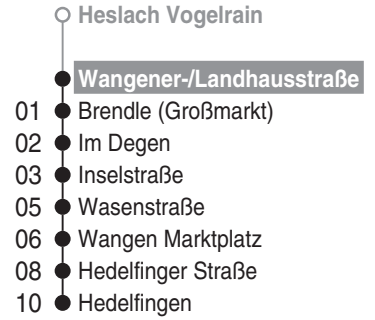 Heslach Vogelrain
Wangener-/Landhausstraße
01 Brendle (Großmarkt)
02 Im Degen
03 Inselstraße
05 Wasenstraße
06 Wangen Marktplatz
08 Hedelfinger Straße
10 Hedelfingen